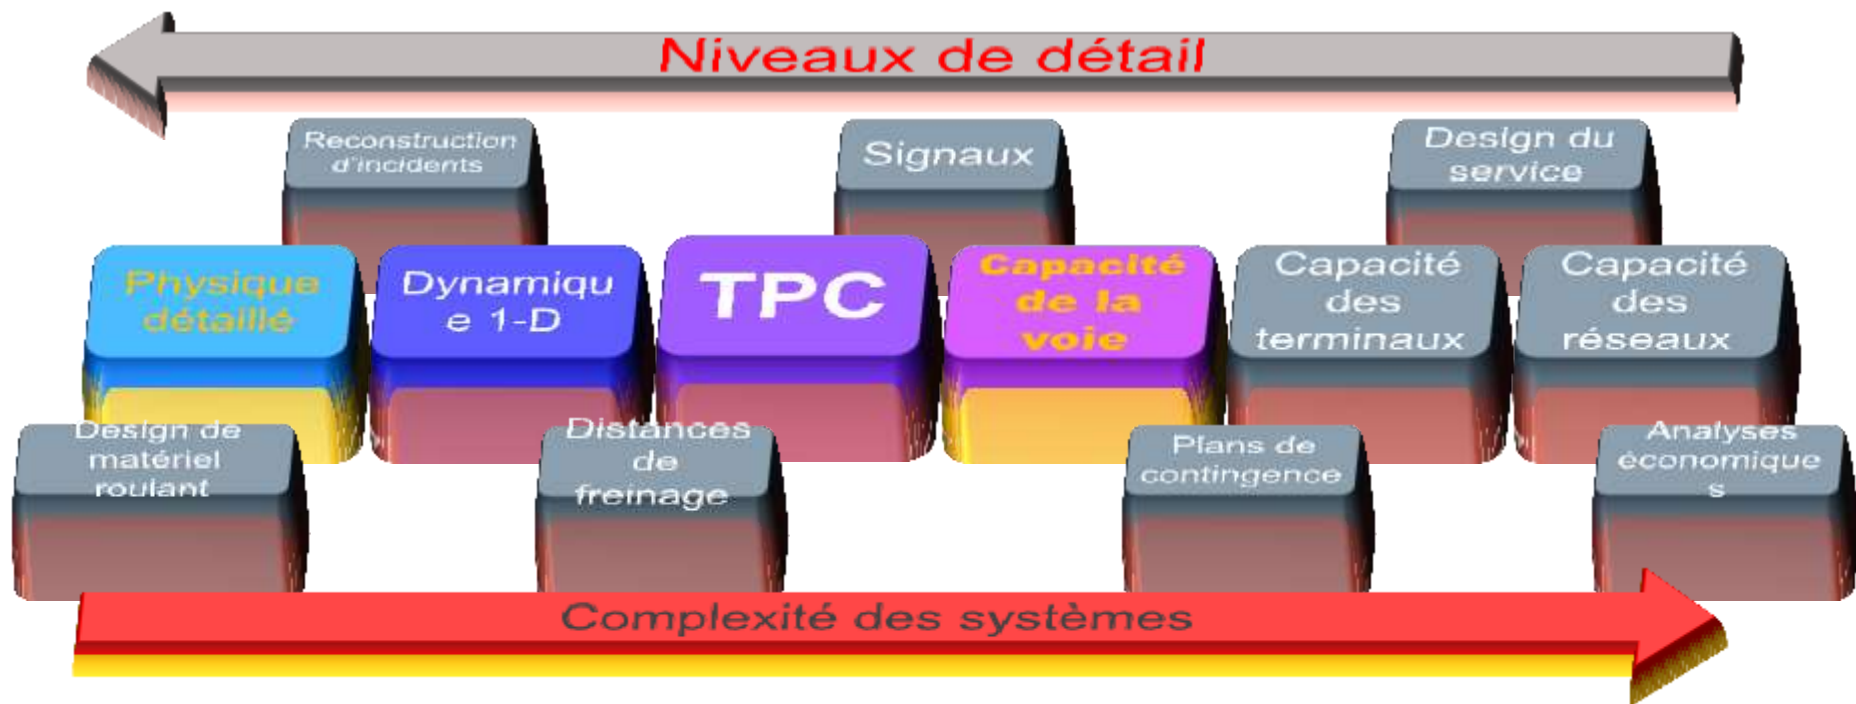 Niveaux de détail
Reconstruction
d'incidents
Signaux
Design du
service
Physique
détaillé
Dynamiqu
e 1-D
TPC
Capacité
de la
voie
Capacité
des
terminaux
Capacité
des
réseaux
Design de
matériel
roulant
Distances
de
freinage
Plans de
contingence
Analyses
économique
s
Complexité des systèmes